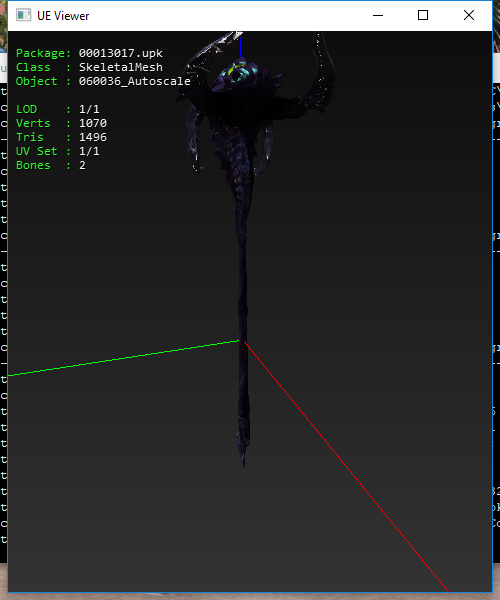 UE Viewer
Package: 00013017.upk
Class : SkeletalMesh
Object : 060036_Autoscale
LOD : 1/1
Verts : 1070
Tris : 1496
UV Set : 1/1
Bones : 2